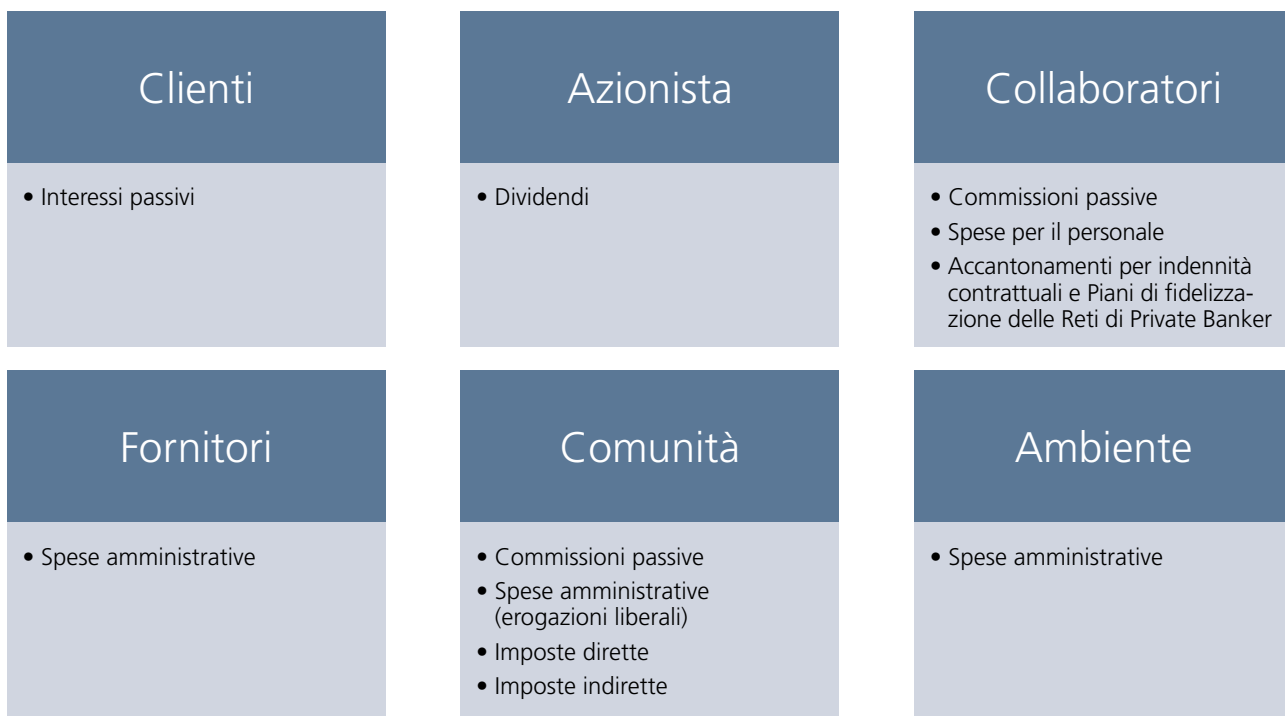 Clienti
• Interessi passivi
Azionista
• Dividendi
Collaboratori
• Commissioni passive
• Spese per il personale
• Accantonamenti per indennità
contrattuali e Piani di fidelizza-
zione delle Reti di Private Banker
Fornitori
• Spese amministrative
Comunità
• Commissioni passive
• Spese amministrative
(erogazioni liberali)
• Imposte dirette
• Imposte indirette
Ambiente
• Spese amministrative